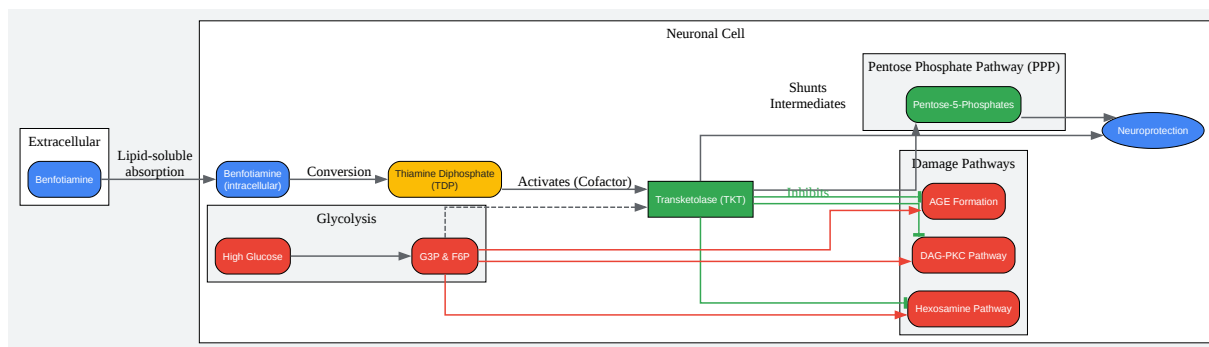 Neuronal Cell
Extracellular
Benfotiamine
Lipid-soluble
absorption
Benfotiamine
(intracellular)
Conversion
Thiamine Diphosphate
(TDP)
Activates (Cofactor)
Glycolysis
High Glucose
G3P & F6P
Transketolase (TKT)
Shunts
Intermediates
Pentose Phosphate Pathway (PPP)
Pentose-5-Phosphates
Neuroprotection
Inhibits
Damage Pathways
AGE Formation
DAG-PKC Pathway
Hexosamine Pathway